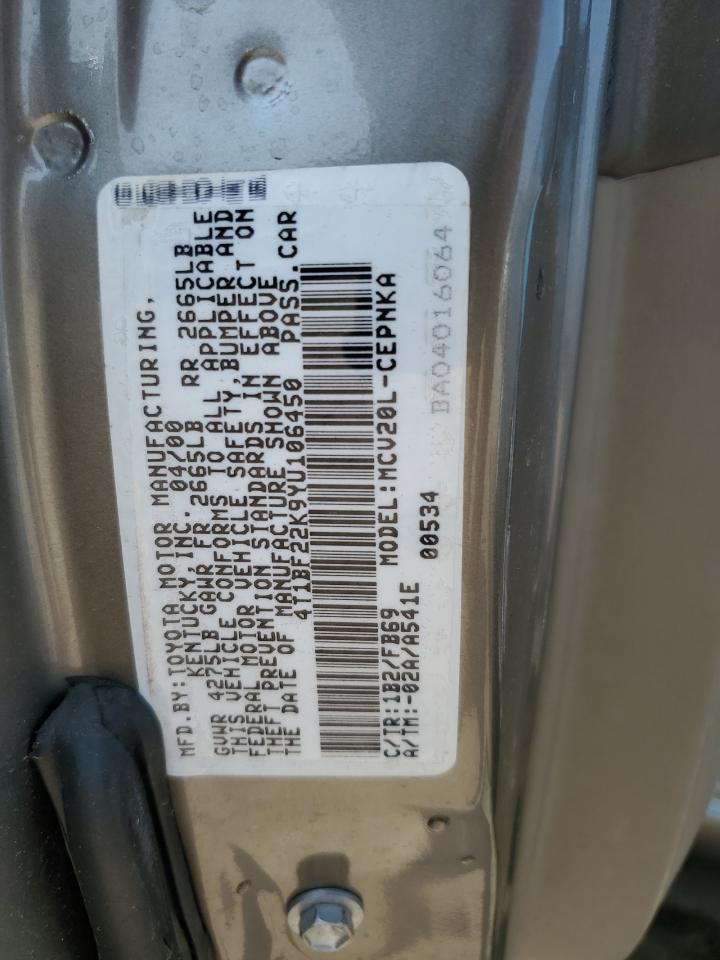 MFD.BY:TOYOTA MOTOR MANUFACTURING,
KENTUCKY,INC. 04/00
GVWR 4275LB GAWR FR 2665LB RR 2665LB
THIS VEHICLE CONFORMS TO ALL APPLICABLE
FEDERAL MOTOR VEHICLE SAFETY,BUMPER AND
THEFT PREVENTION STANDARDS IN EFFECT ON
THE DATE OF MANUFACTURE SHOWN ABOVE
4T1BF22K9YU106450 PASS.CAR
C/TR:1B2/FB69 MODEL:MCV20L-CEPNKA
A/TM:-02A/A541E 00534
BA04016064